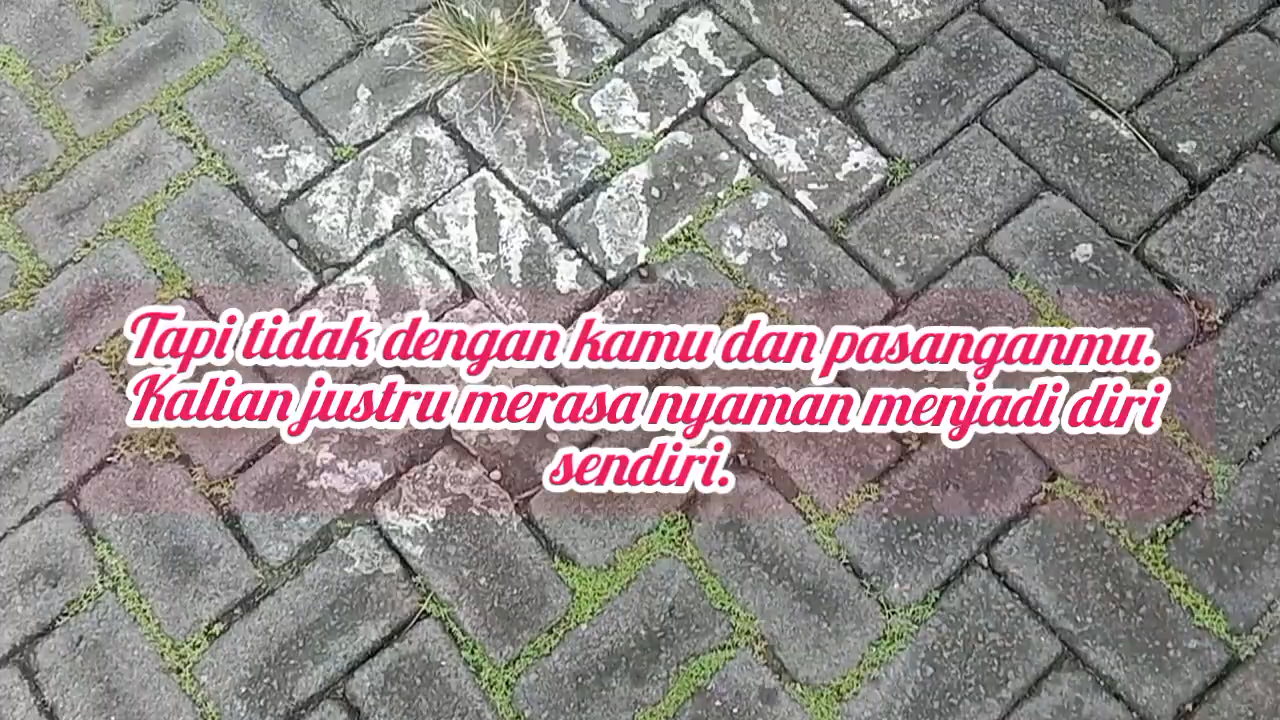 Tapi tidak dengan kamu dan pasanganmu.
Kalian justru merasa nyaman menjadi diri
sendiri.